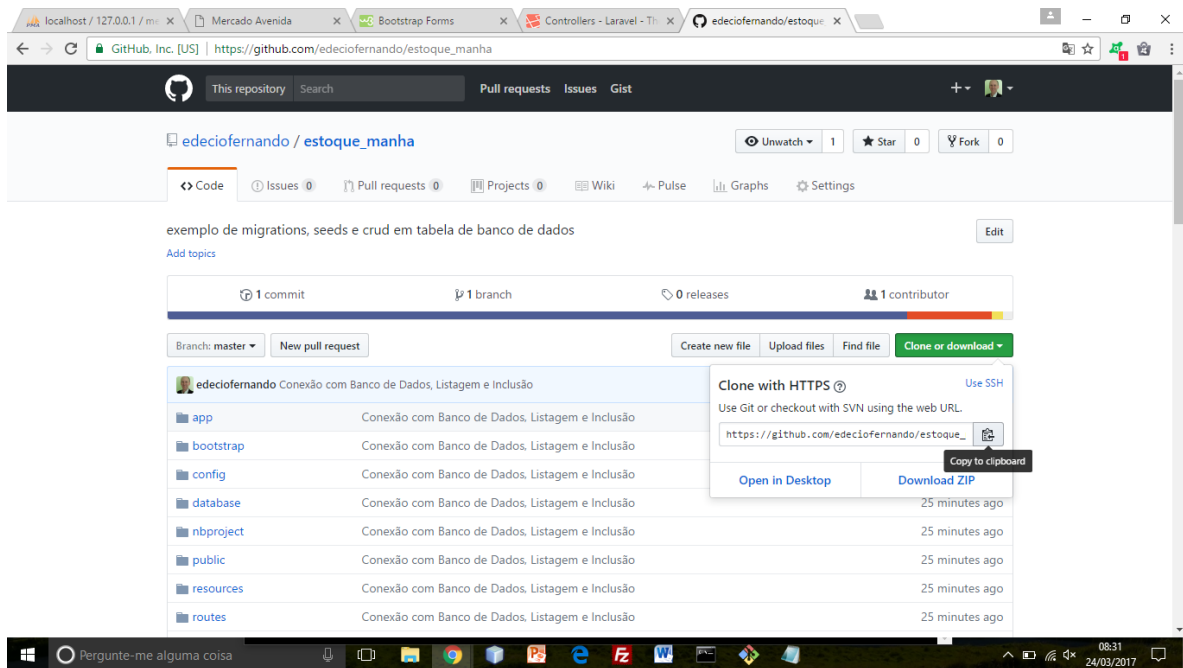 localhost / 127.0.0.1 / me
Mercado Avenida
Bootstrap Forms
Controllers - Laravel - Th
edeciofernando/estoque
GitHub, Inc. [US] | https://github.com/edeciofernando/estoque_manha
1
This repository Search
Pull requests Issues Gist
edeciofernando / estoque_manha
Unwatch 1
Star 0
Fork 0
Code
Issues 0
Pull requests 0
Projects 0
Wiki
Pulse
Graphs
Settings
exemplo de migrations, seeds e crud em tabela de banco de dados
Edit
Add topics
1 commit
1 branch
0 releases
1 contributor
Branch: master
New pull request
Create new file
Upload files
Find file
Clone or download
edeciofernando Conexão com Banco de Dados, Listagem e Inclusão
Clone with HTTPS
Use SSH
Use Git or checkout with SVN using the web URL.
https://github.com/edeciofernando/estoque_
Copy to clipboard
Open in Desktop
Download ZIP
app Conexão com Banco de Dados, Listagem e Inclusão
bootstrap Conexão com Banco de Dados, Listagem e Inclusão
config Conexão com Banco de Dados, Listagem e Inclusão
database Conexão com Banco de Dados, Listagem e Inclusão 25 minutes ago
nbproject Conexão com Banco de Dados, Listagem e Inclusão 25 minutes ago
public Conexão com Banco de Dados, Listagem e Inclusão 25 minutes ago
resources Conexão com Banco de Dados, Listagem e Inclusão 25 minutes ago
routes Conexão com Banco de Dados, Listagem e Inclusão 25 minutes ago
Pergunte-me alguma coisa
08:31
24/03/2017